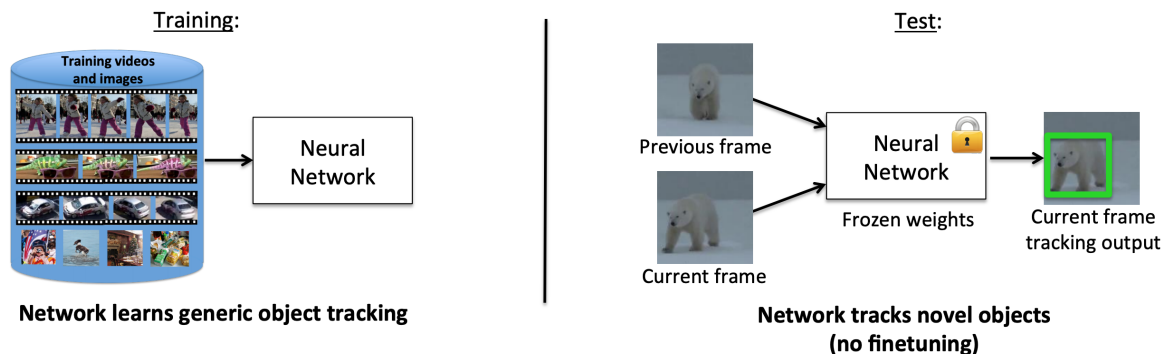 Training:
Training videos
and images
Neural
Network
Network learns generic object tracking
Test:
Previous frame
Current frame
Neural
Network
Frozen weights
Current frame
tracking output
Network tracks novel objects
(no finetuning)